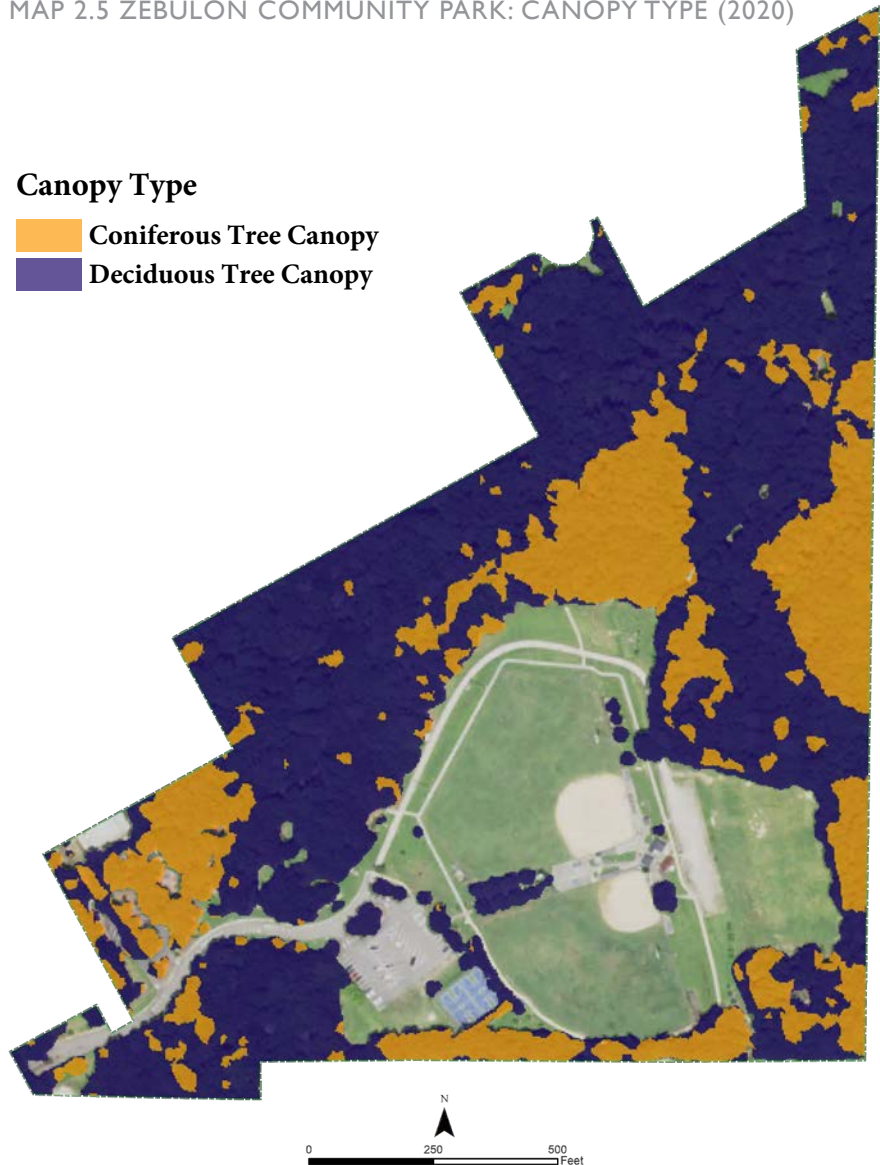 MAP 2.5 ZEBULON COMMUNITY PARK: CANOPY TYPE (2020)
Canopy Type
Coniferous Tree Canopy
Deciduous Tree Canopy
N
0 250 500
Feet